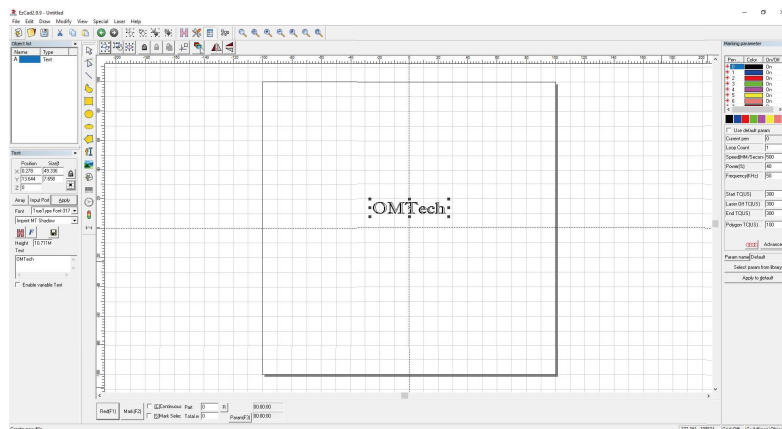 EzCad2.8.9 - Untitled
File Edit Draw Modify View Special Laser Help
Object list
Name Type
A Text
Text
Position Size
X 0.278 49.336
Y 13.644 7.656
Z 0
Array Input Port Apply
Font TrueType Font-317
Imprint MT Shadow
F
Height 10.711
Text
OMTech
Enable variable Text
OMTech
Red(F1) Mark(F2)
Continuous Part 0 R 00:00:00
Mark Selec Total n 0 Param(F3) 00:00:00
Marking parameter
Pen Color On/Off
0 On
1 On
2 On
3 On
4 On
5 On
6 On
Use default param
Current pen 0
Loop Count 1
Speed(MM/Secon 500
Power(%) 40
Frequency(KHz) 50
Start TC(US) 300
Laser Off TC(US) 300
End TC(US) 300
Polygon TC(US) 100
Advance
Param name Default
Select param from library
Apply to default